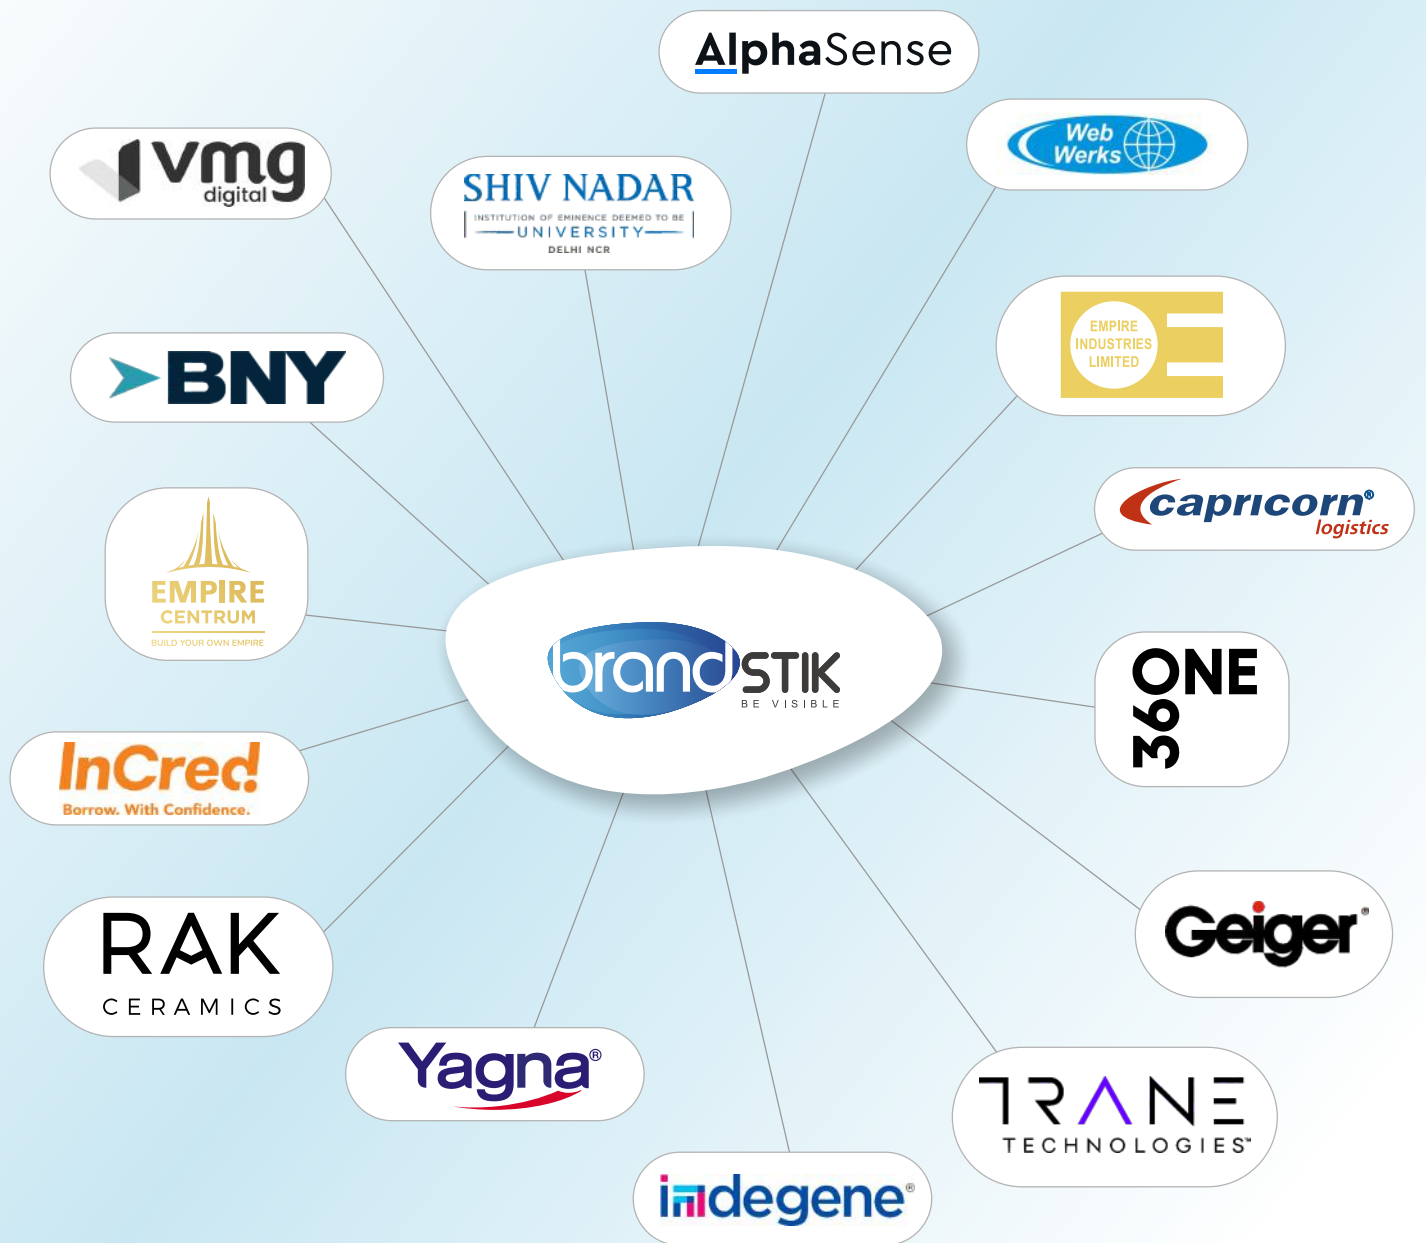 AlphaSense
Web
Werks
vmg
digital
SHIV NADAR
INSTITUTION OF EMINENCE DEEMED TO BE
UNIVERSITY
DELHI NCR
EMPIRE
INDUSTRIES
LIMITED
BNY
capricorn®
logistics
EMPIRE
CENTRUM
BUILD YOUR OWN EMPIRE
brandSTIK
BE VISIBLE
ONE
360
InCred
Borrow. With Confidence.
Geiger®
RAK
CERAMICS
Yagna®
TRANE
TECHNOLOGIES™
indegene®